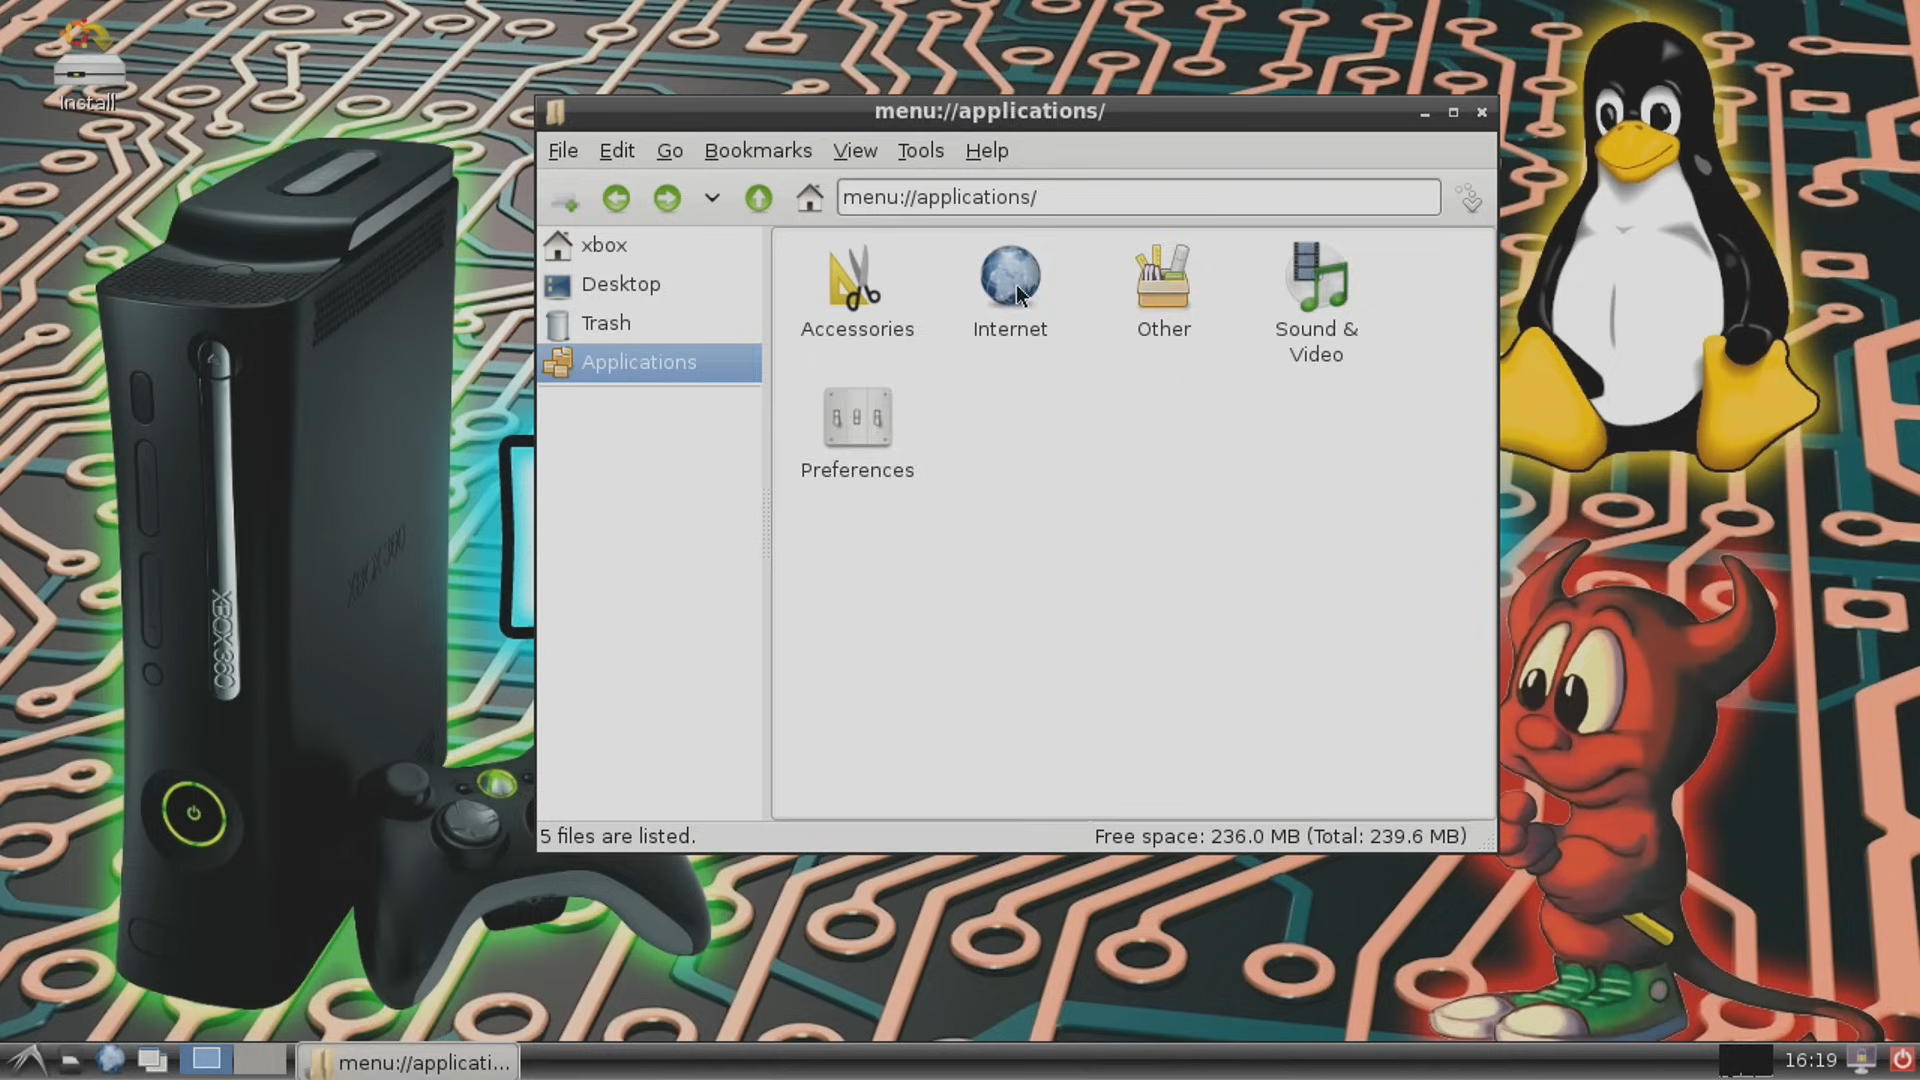 Install
menu://applications/
File Edit Go Bookmarks View Tools Help
menu://applications/
xbox
Desktop
Trash
Applications
Accessories
Internet
Other
Sound &
Video
Preferences
5 files are listed.
Free space: 236.0 MB (Total: 239.6 MB)
XBOX 360
XBOX 360
menu://applicati...
16:19